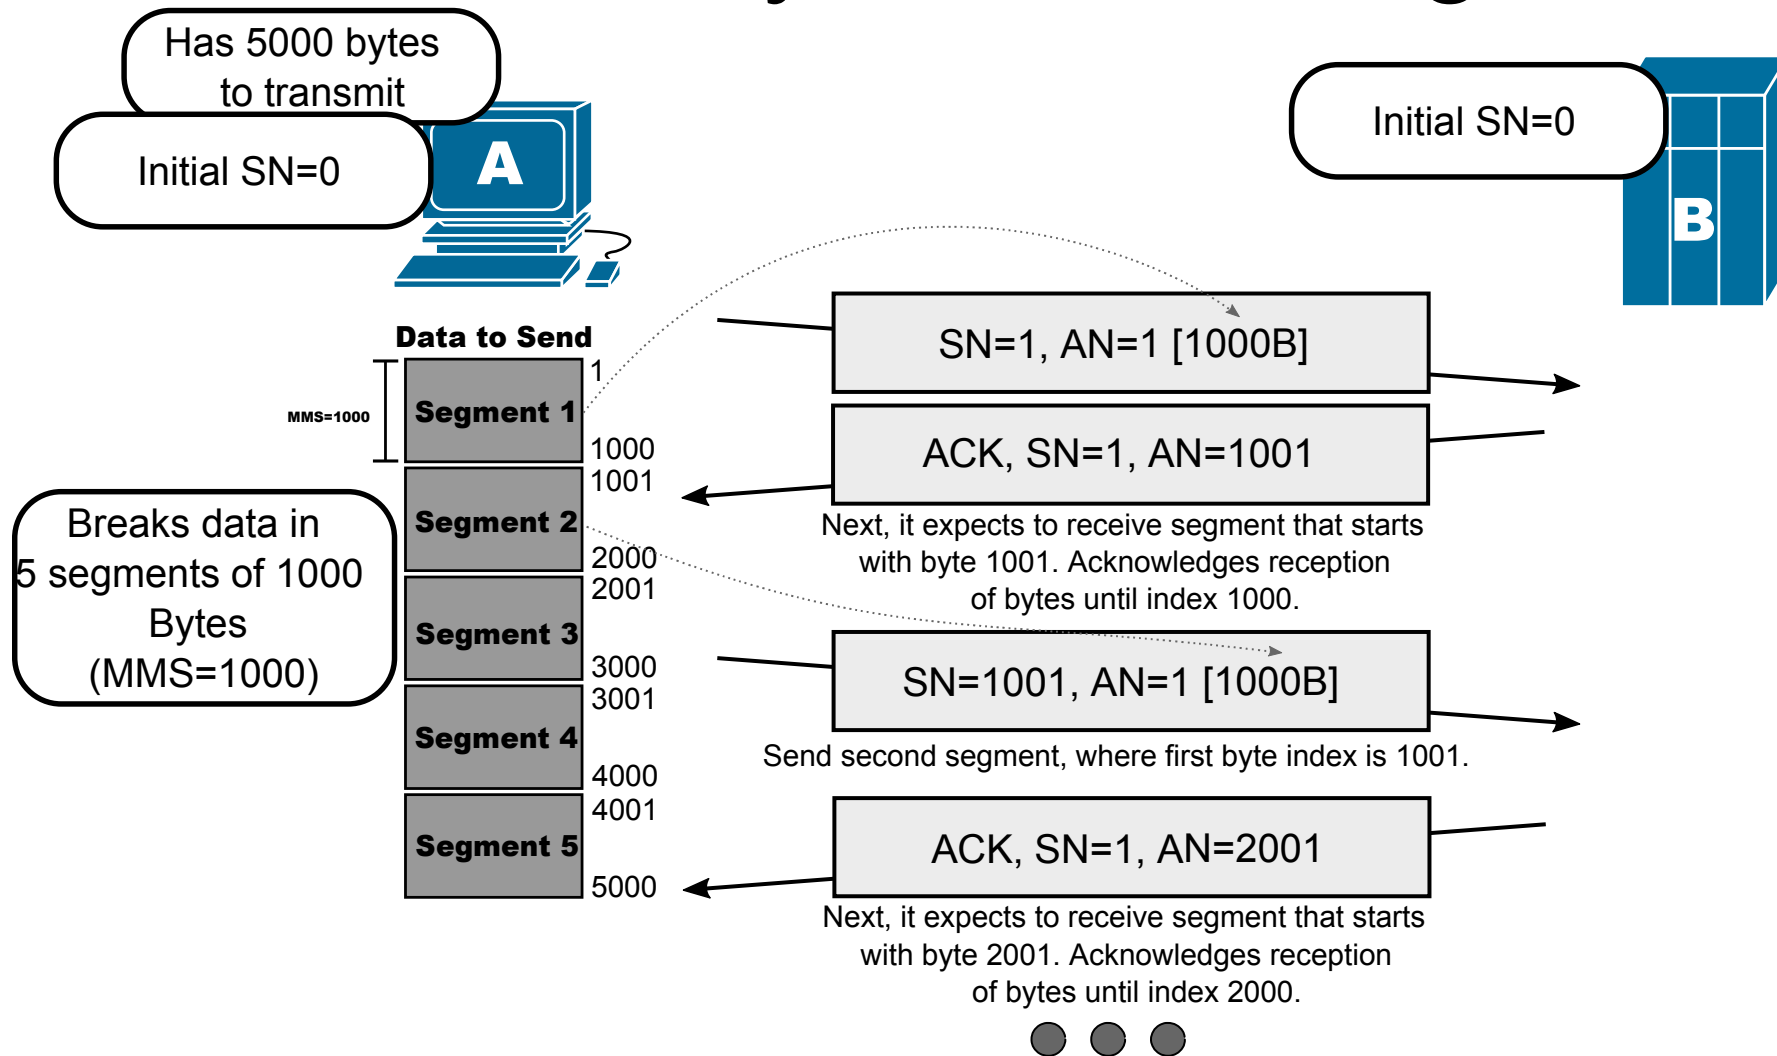 Has 5000 bytes
to transmit
Initial SN=0
A
Initial SN=0
B
Data to Send
MMS=1000
Segment 1
1
1000
Segment 2
1001
2000
Segment 3
2001
3000
Segment 4
3001
4000
Segment 5
4001
5000
Breaks data in
5 segments of 1000
Bytes
(MMS=1000)
SN=1, AN=1 [1000B]
ACK, SN=1, AN=1001
Next, it expects to receive segment that starts
with byte 1001. Acknowledges reception
of bytes until index 1000.
SN=1001, AN=1 [1000B]
Send second segment, where first byte index is 1001.
ACK, SN=1, AN=2001
Next, it expects to receive segment that starts
with byte 2001. Acknowledges reception
of bytes until index 2000.